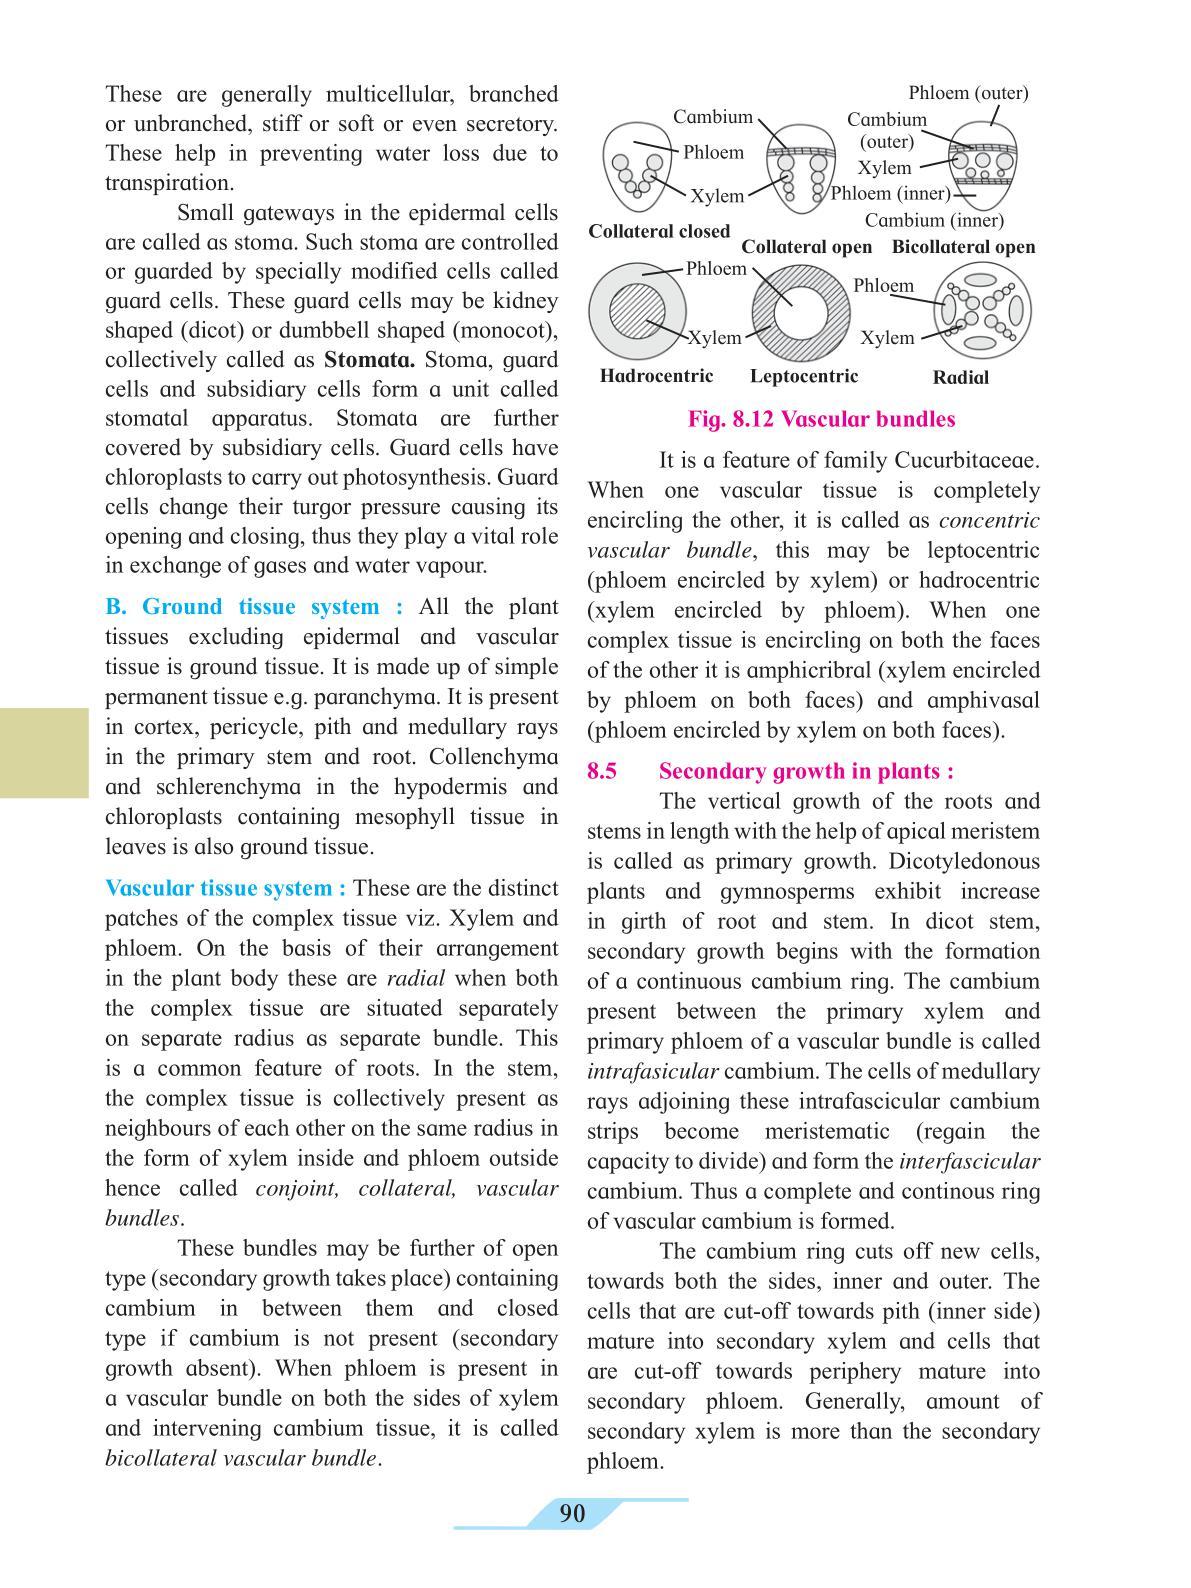 These are generally multicellular, branched
or unbranched, stiff or soft or even secretory.
These help in preventing water loss due to
transpiration.
Small gateways in the epidermal cells
are called as stoma. Such stoma are controlled
or guarded by specially modified cells called
guard cells. These guard cells may be kidney
shaped (dicot) or dumbbell shaped (monocot),
collectively called as Stomata. Stoma, guard
cells and subsidiary cells form a unit called
stomatal apparatus. Stomata are further
covered by subsidiary cells. Guard cells have
chloroplasts to carry out photosynthesis. Guard
cells change their turgor pressure causing its
opening and closing, thus they play a vital role
in exchange of gases and water vapour.
B. Ground tissue system : All the plant
tissues excluding epidermal and vascular
tissue is ground tissue. It is made up of simple
permanent tissue e.g. paranchyma. It is present
in cortex, pericycle, pith and medullary rays
in the primary stem and root. Collenchyma
and schlerenchyma in the hypodermis and
chloroplasts containing mesophyll tissue in
leaves is also ground tissue.
Vascular tissue system : These are the distinct
patches of the complex tissue viz. Xylem and
phloem. On the basis of their arrangement
in the plant body these are radial when both
the complex tissue are situated separately
on separate radius as separate bundle. This
is a common feature of roots. In the stem,
the complex tissue is collectively present as
neighbours of each other on the same radius in
the form of xylem inside and phloem outside
hence called conjoint, collateral, vascular
bundles.
These bundles may be further of open
type (secondary growth takes place) containing
cambium in between them and closed
type if cambium is not present (secondary
growth absent). When phloem is present in
a vascular bundle on both the sides of xylem
and intervening cambium tissue, it is called
bicollateral vascular bundle.
Phloem (outer)
Cambium
Cambium
(outer)
Phloem
Xylem
Xylem
Phloem (inner)
Cambium (inner)
Collateral closed
Collateral open
Bicollateral open
Phloem
Phloem
Xylem
Xylem
Hadrocentric
Leptocentric
Radial
Fig. 8.12 Vascular bundles
It is a feature of family Cucurbitaceae.
When one vascular tissue is completely
encircling the other, it is called as concentric
vascular bundle, this may be leptocentric
(phloem encircled by xylem) or hadrocentric
(xylem encircled by phloem). When one
complex tissue is encircling on both the faces
of the other it is amphicribral (xylem encircled
by phloem on both faces) and amphivasal
(phloem encircled by xylem on both faces).
8.5 Secondary growth in plants :
The vertical growth of the roots and
stems in length with the help of apical meristem
is called as primary growth. Dicotyledonous
plants and gymnosperms exhibit increase
in girth of root and stem. In dicot stem,
secondary growth begins with the formation
of a continuous cambium ring. The cambium
present between the primary xylem and
primary phloem of a vascular bundle is called
intrafasicular cambium. The cells of medullary
rays adjoining these intrafascicular cambium
strips become meristematic (regain the
capacity to divide) and form the interfascicular
cambium. Thus a complete and continous ring
of vascular cambium is formed.
The cambium ring cuts off new cells,
towards both the sides, inner and outer. The
cells that are cut-off towards pith (inner side)
mature into secondary xylem and cells that
are cut-off towards periphery mature into
secondary phloem. Generally, amount of
secondary xylem is more than the secondary
phloem.
90